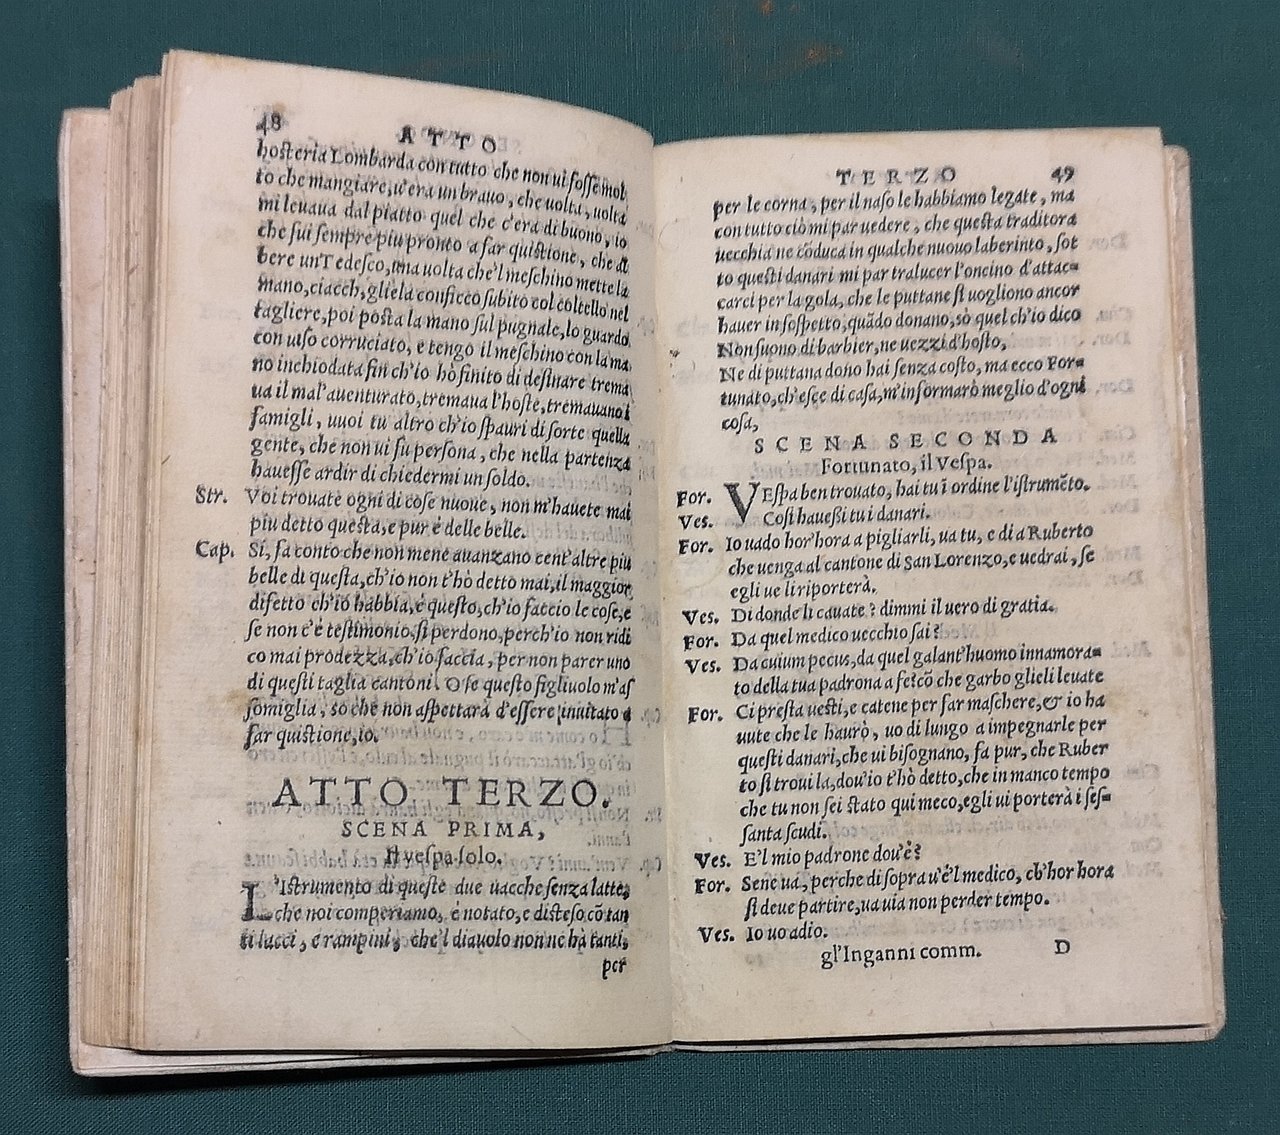 48
ATTO
hosteria Lombarda con tutto che non ui fosse mol
to che mangiare, u'era un brauo, che uolta, uolta
mi leuaua dal piatto quel che c'era di buono, io
che fui sempre piu pronto a far quistione, che a
bere un Tedesco, una uolta che'l meschino mette la
mano, ciacch, gliela conficco subito col coltello nel
tagliere, poi posta la mano sul pugnale, lo guardo
con uiso corruciato, e tengo il meschino con la ma
no inchiodata fin ch'io hò finito di desinare trema
ua il mal'auenturato, tremaua l'hoste, tremauano i
famigli, uuoi tu altro ch'io spauri di sorte quella
gente, che non ui fu persona, che nella partenza
hauesse ardir di chiedermi un soldo.
Str. Voi trouate ogni dì cose nuoue, non m'hauete mai
piu detto questa, e pur é delle belle.
Cap. Sì, fa conto che non mene auanzano cent'altre piu
belle di questa, ch'io non t'hò detto mai, il maggior
difetto ch'io habbia, é questo, ch'io faccio le cose, e
se non c'é testimonio, si perdono, perch'io non ridi
co mai prodezza, ch'io faccia, per non parer uno
di questi taglia cantoni. O se questo figliuolo m'as
somiglia, sò che non aspettarà d'essere inuitato a
far quistione, io.
ATTO TERZO.
SCENA PRIMA,
Il uespa solo.
L'Istrumento di queste due uacche senza latte,
che noi comperiamo, é notato, e disteso cō tan
ti lucci, e rampini, che'l diauolo non ne hà tanti,
per
TERZO 49
per le corna, per il naso le habbiamo legate, ma
con tutto ciò mi par uedere, che questa traditora
uecchia ne cōduca in qualche nuouo laberinto, sot
to questi danari mi par tralucer l'oncino d'attac=
carci per la gola, che le puttane si uogliono ancor
hauer in sospetto, quādo donano, sò quel ch'io dico
Non suono di barbier, ne uezzi d'hosto,
Ne di puttana dono hai senza costo, ma ecco For=
tunato, ch'esce di casa, m'informarò meglio d'ogni
cosa,
SCENA SECONDA
Fortunato, il Vespa.
For. VEspa ben trouato, hai tu ī ordine l'istrumēto.
Ves. Cosi hauessi tu i danari.
For. Io uado hor'hora a pigliarli, ua tu, e di a Ruberto
che uenga al cantone di san Lorenzo, e uedrai, se
egli ue li riporterà.
Ves. Di donde li cauate? dimmi il uero di gratia.
For. Da quel medico uecchio sai?
Ves. Da cuium pecus, da quel galant'huomo innamora=
to della tua padrona a fe? cō che garbo glieli leuate
For. Ci presta uesti, e catene per far maschere, & io ha
uute che le haurò, uo di lungo a impegnarle per
questi danari, che ui bisognano, fa pur, che Ruber
to si troui la, dou'io t'hò detto, che in manco tempo
che tu non sei stato qui meco, egli ui porterà i ses=
santa scudi.
Ves. E'l mio padrone dou'é?
For. Sene ua, perche di sopra u'é'l medico, ch'hor hora
si deue partire, ua uia non perder tempo.
Ves. Io uo adio.
gl'Inganni comm. D